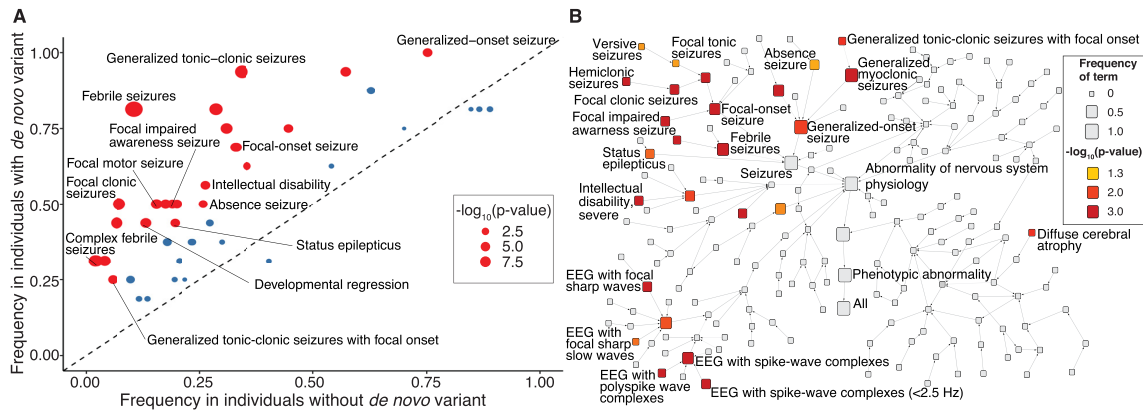 A
Frequency in individuals with de novo variant
1.00
0.75
0.50
0.25
0.00
0.00
0.25
0.50
0.75
1.00
Frequency in individuals without de novo variant
Generalized−onset seizure
Generalized tonic−clonic seizures
Febrile seizures
Focal impaired
awareness seizure
Focal-onset seizure
Focal motor seizure
Focal clonic
seizures
Intellectual disability
Absence seizure
Complex febrile
seizures
Status epilepticus
Developmental regression
Generalized tonic-clonic seizures with focal onset
-log10(p-value)
2.5
5.0
7.5
B
Versive
seizures
Focal tonic
seizures
Absence
seizure
Generalized tonic-clonic seizures with focal onset
Hemiclonic
seizures
Generalized
myoclonic
seizures
Focal clonic seizures
Focal-onset
seizure
Focal impaired
awarness seizure
Generalized-onset
seizure
Febrile
seizures
Status
epilepticus
Seizures
Abnormality of nervous system
physiology
Intellectual
disability,
severe
Diffuse cerebral
atrophy
EEG with focal
sharp waves
Phenotypic abnormality
All
EEG with
focal sharp
slow waves
EEG with spike-wave complexes
EEG with
polyspike wave
complexes
EEG with spike-wave complexes (<2.5 Hz)
Frequency
of term
0
0.5
1.0
-log10(p-value)
1.3
2.0
3.0